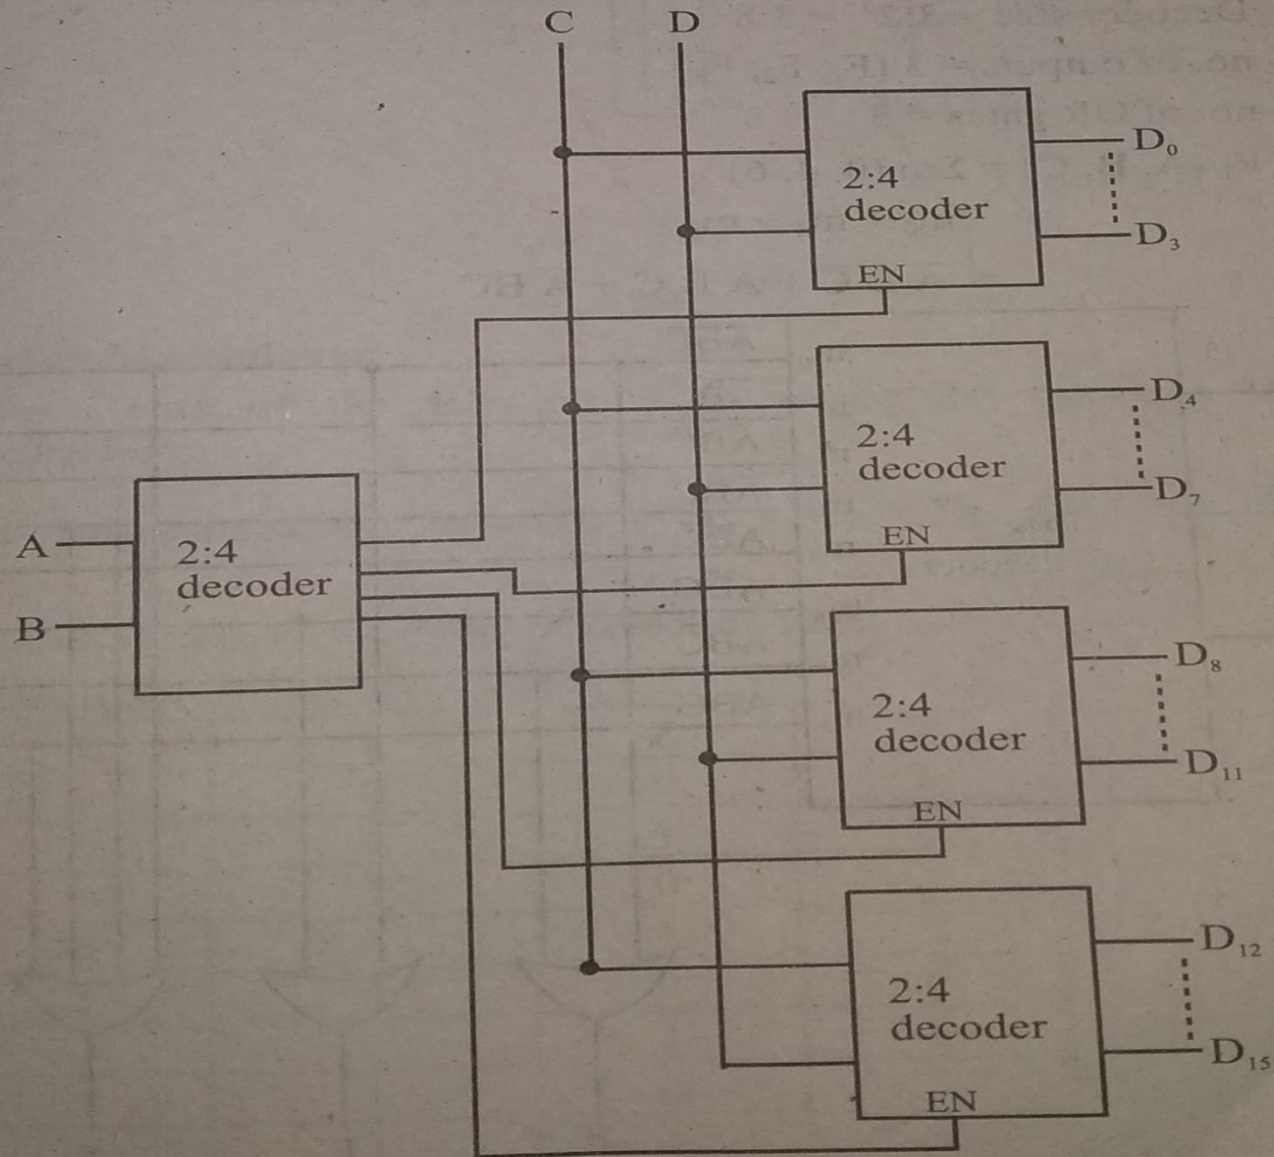 C D
2:4
decoder
EN
D₀
D₃
2:4
decoder
EN
D₄
D₇
A
B
2:4
decoder
2:4
decoder
EN
D₈
D₁₁
2:4
decoder
EN
D₁₂
D₁₅